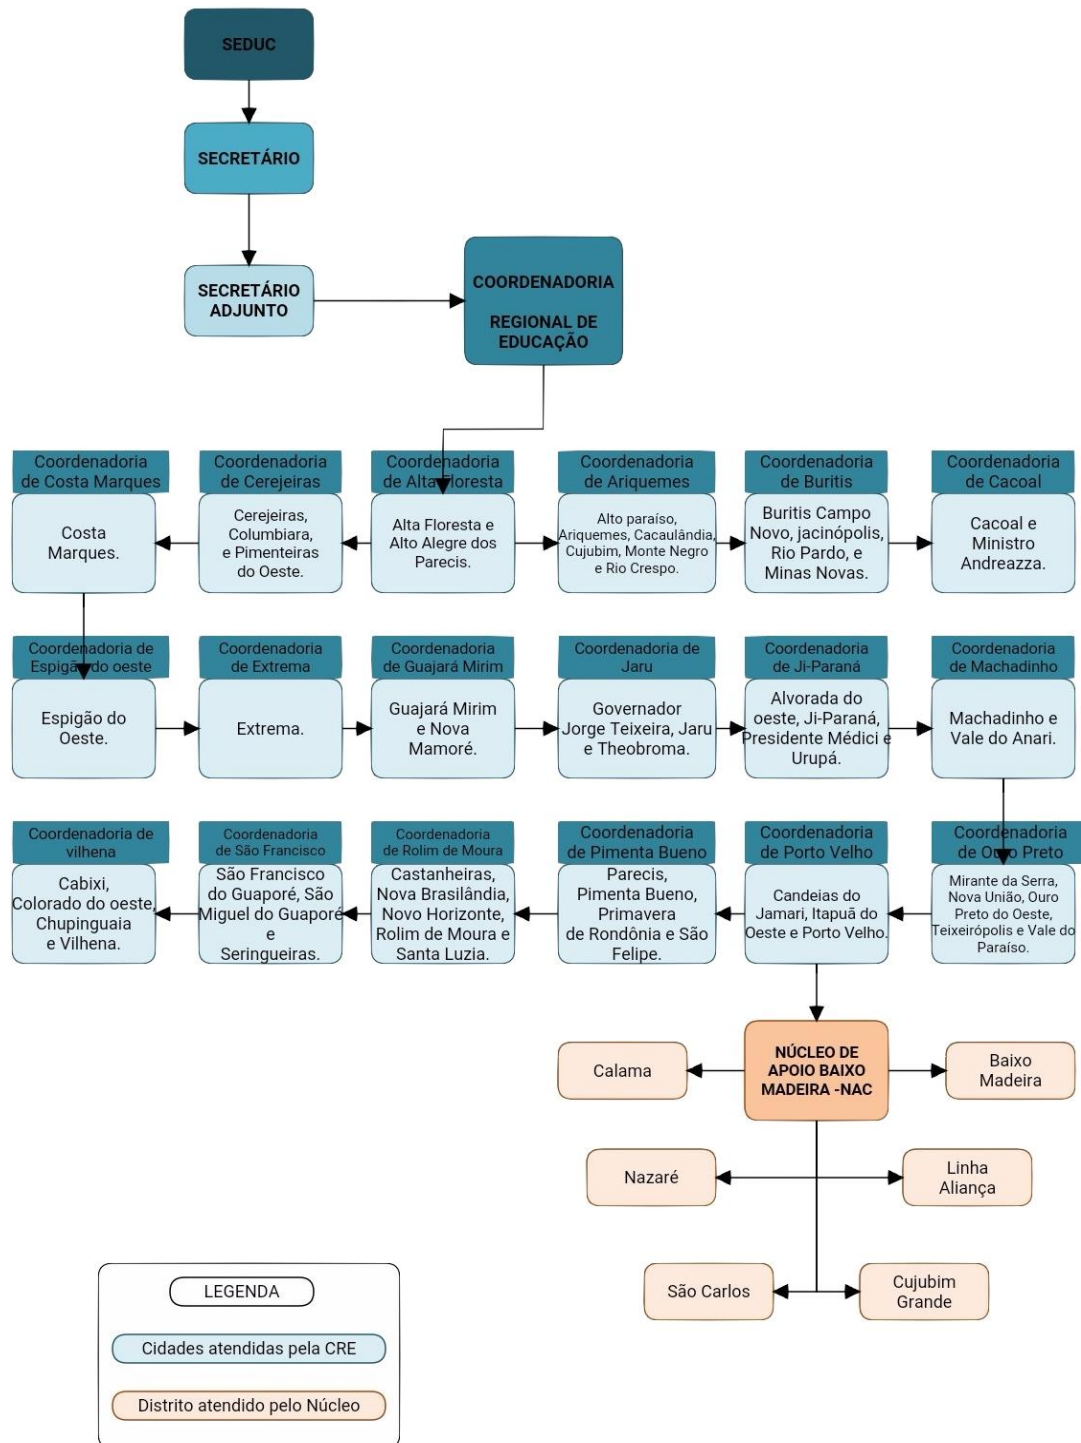 SEDUC
SECRETÁRIO
SECRETÁRIO
ADJUNTO
COORDENADORIA
REGIONAL DE
EDUCAÇÃO
Coordenadoria
de Costa Marques
Costa
Marques.
Coordenadoria
de Cerejeiras
Cerejeiras,
Columbiara,
e Pimenteiras
do Oeste.
Coordenadoria
de Alta Floresta
Alta Floresta e
Alto Alegre dos
Parecis.
Coordenadoria
de Ariquemes
Alto paraíso,
Ariquemes, Cacaulândia,
Cujubim, Monte Negro
e Rio Crespo.
Coordenadoria
de Buritis
Buritis Campo
Novo, jacinópolis,
Rio Pardo, e
Minas Novas.
Coordenadoria
de Cacoal
Cacoal e
Ministro
Andreazza.
Coordenadoria de
Espigão do oeste
Espigão do
Oeste.
Coordenadoria
de Extrema
Extrema.
Coordenadoria
de Guajará Mirim
Guajará Mirim
e Nova
Mamoré.
Coordenadoria de
Jaru
Governador
Jorge Teixeira, Jaru
e Theobroma.
Coordenadoria
de Ji-Paraná
Alvorada do
oeste, Ji-Paraná,
Presidente Médici e
Urupá.
Coordenadoria
de Machadinho
Machadinho e
Vale do Anari.
Coordenadoria de
vilhena
Cabixi,
Colorado do oeste,
Chupinguaia
e Vilhena.
Coordenadoria
de São Francisco
São Francisco
do Guaporé, São
Miguel do Guaporé
e
Seringueiras.
Coordenadoria
de Rolim de Moura
Castanheiras,
Nova Brasilândia,
Novo Horizonte,
Rolim de Moura e
Santa Luzia.
Coordenadoria
de Pimenta Bueno
Parecis,
Pimenta Bueno,
Primavera
de Rondônia e São
Felipe.
Coordenadoria
de Porto Velho
Candeias do
Jamari, Itapuã do
Oeste e Porto Velho.
Coordenadoria
de Ouro Preto
Mirante da Serra,
Nova União, Ouro
Preto do Oeste,
Teixeirópolis e Vale do
Paraíso.
NÚCLEO DE
APOIO BAIXO
MADEIRA -NAC
Calama
Baixo
Madeira
Nazaré
Linha
Aliança
São Carlos
Cujubim
Grande
LEGENDA
Cidades atendidas pela CRE
Distrito atendido pelo Núcleo